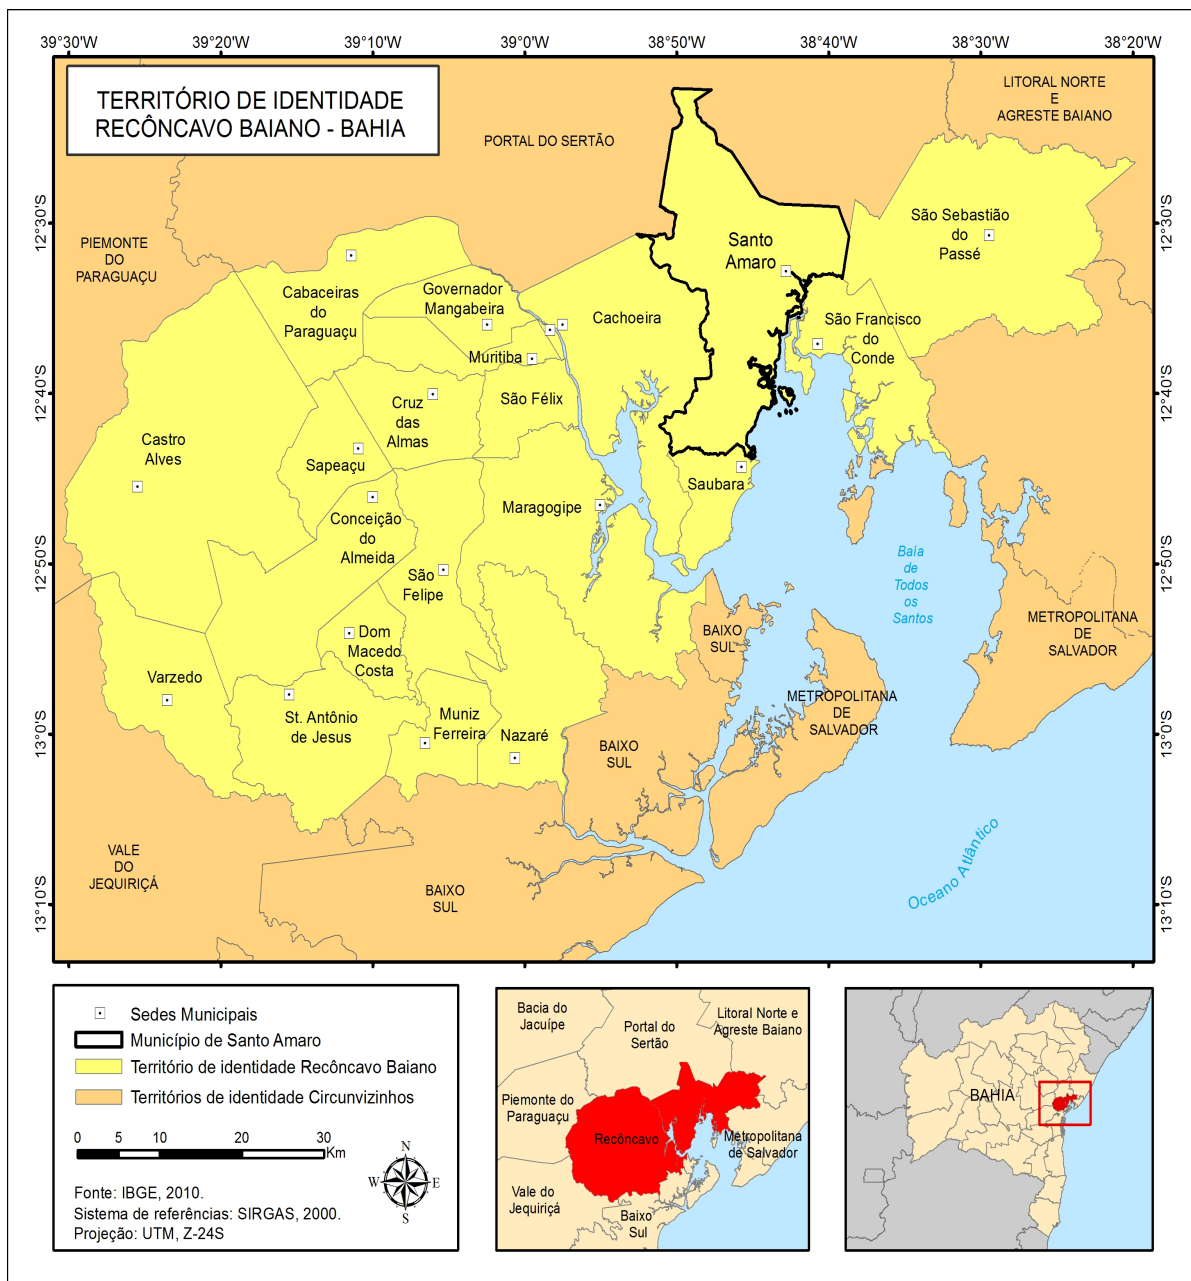 39°30'W 39°20'W 39°10'W 39°0'W 38°50'W 38°40'W 38°30'W 38°20'W
TERRITÓRIO DE IDENTIDADE
RECÔNCAVO BAIANO - BAHIA
LITORAL NORTE
E
AGRESTE BAIANO
PORTAL DO SERTÃO
12°30'S
12°30'S
PIEMONTE
DO
PARAGUAÇU
São Sebastião
do
Passé
Santo
Amaro
Cabaceiras
do
Paraguaçu
Governador
Mangabeira
Cachoeira
São Francisco
do
Conde
Muritiba
12°40'S
12°40'S
São Félix
Cruz
das
Almas
Castro
Alves
Sapeaçu
Saubara
Maragogipe
Conceição
do
Almeida
12°50'S
12°50'S
Baía
de
Todos
os
Santos
São
Felipe
METROPOLITANA
DE
SALVADOR
BAIXO
SUL
Dom
Macedo
Costa
Varzedo
METROPOLITANA
DE
SALVADOR
St. Antônio
de Jesus
Muniz
Ferreira
Nazaré
BAIXO
SUL
13°0'S
13°0'S
Oceano Atlântico
VALE
DO
JEQUIRIÇÁ
BAIXO
SUL
13°10'S
13°10'S
Sedes Municipais
Município de Santo Amaro
Território de identidade Recôncavo Baiano
Territórios de identidade Circunvizinhos
0 5 10 20 30
Km
N
W E
S
Fonte: IBGE, 2010.
Sistema de referências: SIRGAS, 2000.
Projeção: UTM, Z-24S
Bacia do
Jacuípe
Portal do
Sertão
Litoral Norte e
Agreste Baiano
Piemonte do
Paraguaçu
Recôncavo
Metropolitana
de Salvador
Vale do
Jequiriçá
Baixo
Sul
BAHIA